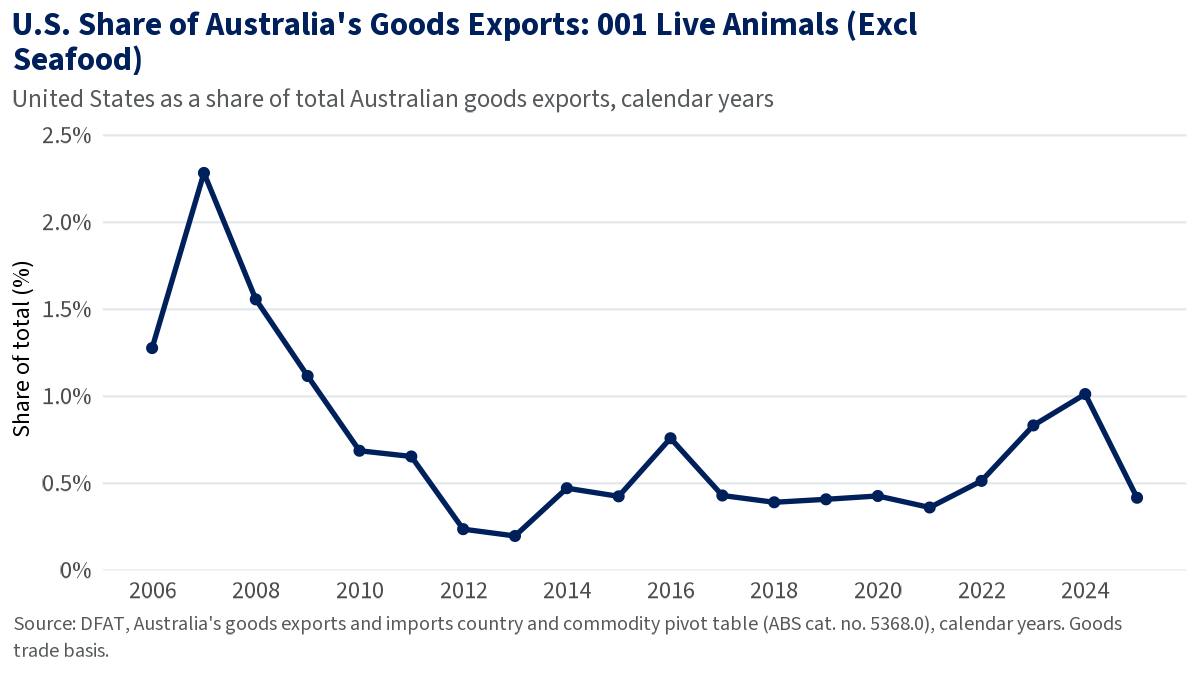 U.S. Share of Australia's Goods Exports: 001 Live Animals (Excl
Seafood)
United States as a share of total Australian goods exports, calendar years
2.5%
2.0%
1.5%
1.0%
0.5%
0%
Share of total (%)
2006 2008 2010 2012 2014 2016 2018 2020 2022 2024
Source: DFAT, Australia's goods exports and imports country and commodity pivot table (ABS cat. no. 5368.0), calendar years. Goods
trade basis.